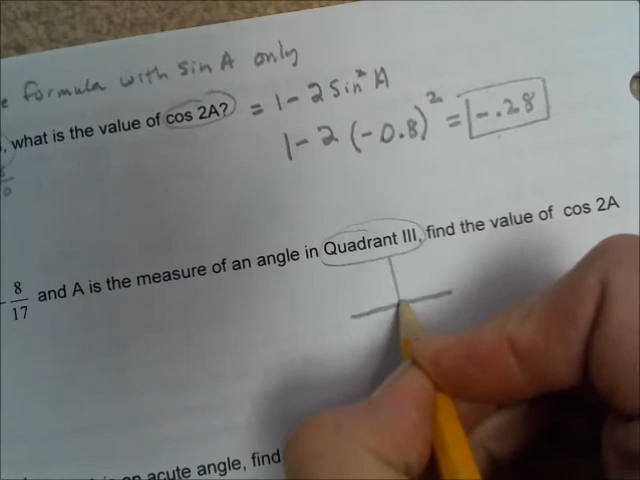 e formula with sin A only
, what is the value of cos 2A? = 1 - 2 sin² A
1 - 2 (-0.8)² = -.28
- 8/17 and A is the measure of an angle in Quadrant III, find the value of cos 2A
an acute angle, find